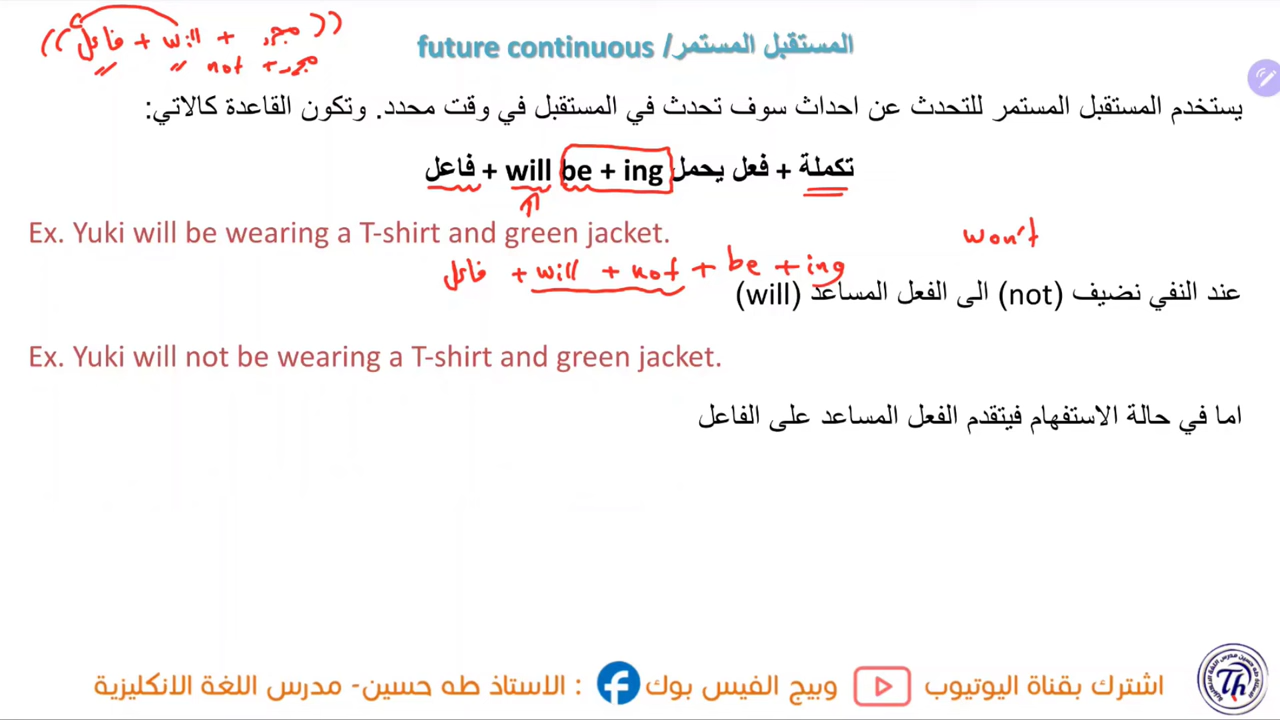 ((فاعل + will + مجرد))
" " not + مجرد
المستقبل المستمر/ future continuous
يستخدم المستقبل المستمر للتحدث عن احداث سوف تحدث في المستقبل في وقت محدد. وتكون القاعدة كالاتي:
تكملة + فعل يحمل will be + ing + فاعل
Ex. Yuki will be wearing a T-shirt and green jacket.
won't
فاعل + will + not + be + ing
عند النفي نضيف (not) الى الفعل المساعد (will)
Ex. Yuki will not be wearing a T-shirt and green jacket.
اما في حالة الاستفهام فيتقدم الفعل المساعد على الفاعل
اشترك بقناة اليوتيوب وبيج الفيس بوك : الاستاذ طه حسين- مدرس اللغة الانكليزية
Th